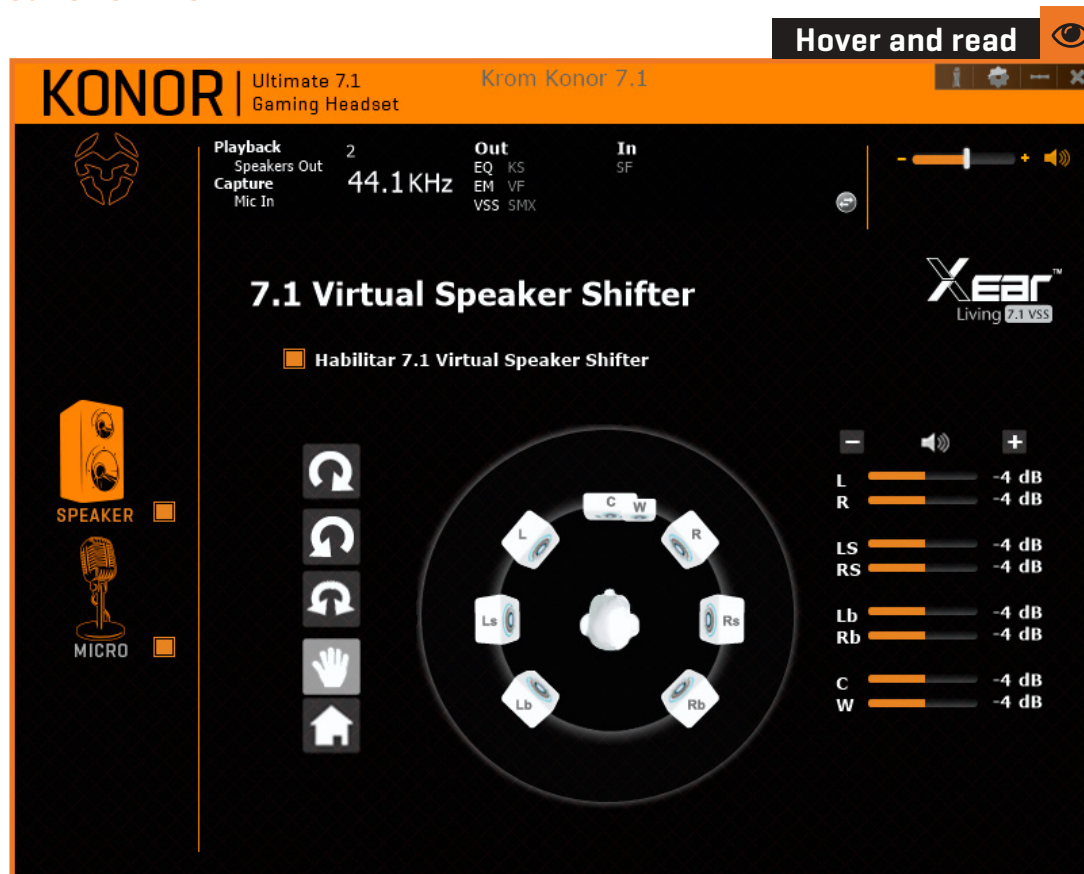 Hover and read
KONOR
Ultimate 7.1
Gaming Headset
Krom Konor 7.1
Playback
Speakers Out
Capture
Mic In
2
44.1KHz
Out
EQ KS
EM VF
VSS SMX
In
SF
- +
7.1 Virtual Speaker Shifter
Xear™
Living 7.1 VSS
Habilitar 7.1 Virtual Speaker Shifter
SPEAKER
MICRO
C W
L R
Ls Rs
Lb Rb
- +
L -4 dB
R -4 dB
LS -4 dB
RS -4 dB
Lb -4 dB
Rb -4 dB
C -4 dB
W -4 dB